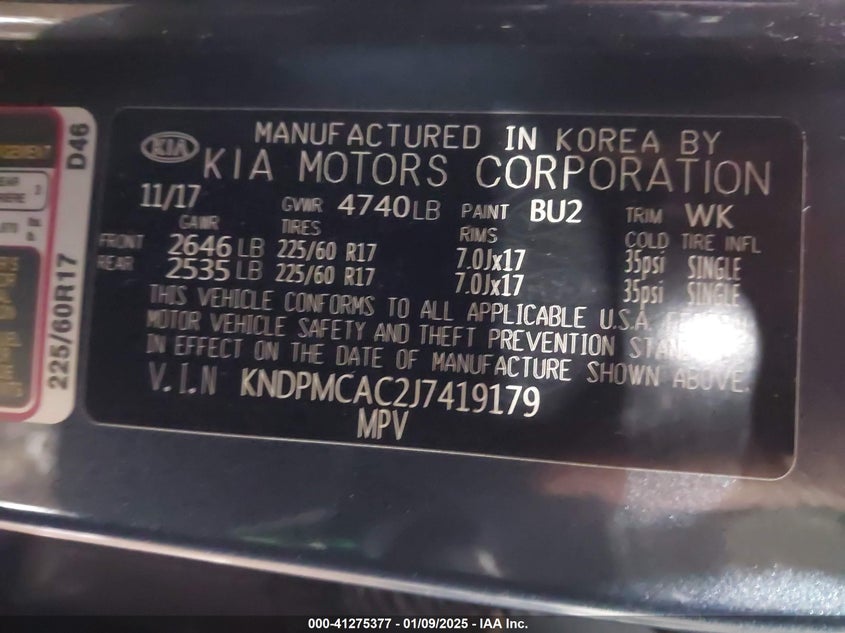 KIA
MANUFACTURED IN KOREA BY
KIA MOTORS CORPORATION
11/17 GVWR 4740 LB PAINT BU2 TRIM WK
GAWR TIRES RIMS COLD TIRE INFL
FRONT 2646 LB 225/60 R17 7.0Jx17 35psi SINGLE
REAR 2535 LB 225/60 R17 7.0Jx17 35psi SINGLE
THIS VEHICLE CONFORMS TO ALL APPLICABLE U.S.A.
MOTOR VEHICLE SAFETY AND THEFT PREVENTION
IN EFFECT ON THE DATE OF MANUFACTURE SHOWN ABOVE.
V.I.N KNDPMCAC2J7419179
MPV
225/60R17 D46
000-41275377 - 01/09/2025 - IAA Inc.